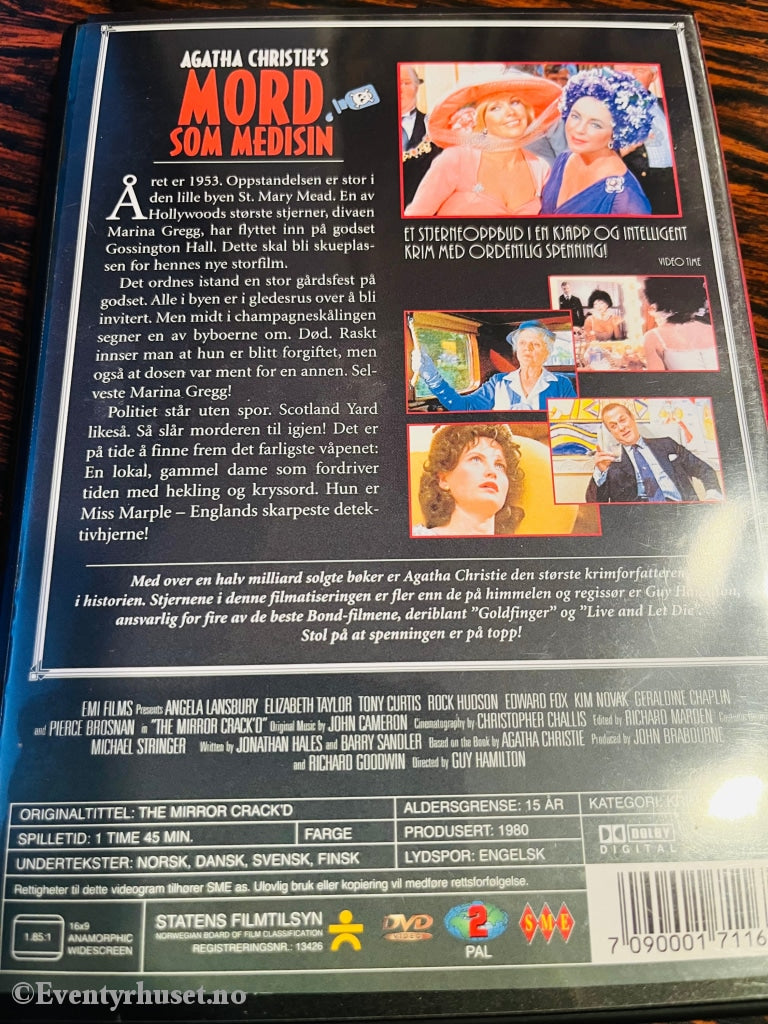 AGATHA CHRISTIE'S
MORD
SOM MEDISIN
Året er 1953. Oppstandelsen er stor i
den lille byen St. Mary Mead. En av
Hollywoods største stjerner, divaen
Marina Gregg, har flyttet inn på godset
Gossington Hall. Dette skal bli skueplas-
sen for hennes nye storfilm.
Det ordnes istand en stor gårdsfest på
godset. Alle i byen er i gledesrus over å bli
invitert. Men midt i champagneskålingen
segner en av byboerne om. Død. Raskt
innser man at hun er blitt forgiftet, men
også at dosen var ment for en annen. Sel-
veste Marina Gregg!
Politiet står uten spor. Scotland Yard
likeså. Så slår morderen til igjen! Det er
på tide å finne frem det farligste våpenet:
En lokal, gammel dame som fordriver
tiden med hekling og kryssord. Hun er
Miss Marple – Englands skarpeste detek-
tivhjerne!
ET STJERNEOPPBUD I EN KJAPP OG INTELLIGENT
KRIM MED ORDENTLIG SPENNING!
VIDEO TIME
Med over en halv milliard solgte bøker er Agatha Christie den største krimforfatteren
i historien. Stjernene i denne filmatiseringen er fler enn de på himmelen og regissør er Guy Hamilton,
ansvarlig for fire av de beste Bond-filmene, deriblant "Goldfinger" og "Live and Let Die".
Stol på at spenningen er på topp!
EMI FILMS Presents ANGELA LANSBURY ELIZABETH TAYLOR TONY CURTIS ROCK HUDSON EDWARD FOX KIM NOVAK GERALDINE CHAPLIN
and PIERCE BROSNAN in "THE MIRROR CRACK'D" Original Music by JOHN CAMERON Cinematography by CHRISTOPHER CHALLIS Edited by RICHARD MARDEN
MICHAEL STRINGER Written by JONATHAN HALES and BARRY SANDLER Based on the Book by AGATHA CHRISTIE Produced by JOHN BRABOURNE
and RICHARD GOODWIN Directed by GUY HAMILTON
ORIGINALTITTEL: THE MIRROR CRACK'D
ALDERSGRENSE: 15 ÅR
KATEGORI:
SPILLETID: 1 TIME 45 MIN.
FARGE
PRODUSERT: 1980
DOLBY
DIGITAL
UNDERTEKSTER: NORSK, DANSK, SVENSK, FINSK
LYDSPOR: ENGELSK
Rettigheter til dette videogram tilhører SME as. Ulovlig bruk eller kopiering vil medføre rettsforfølgelse.
1.85:1
16x9
ANAMORPHIC
WIDESCREEN
STATENS FILMTILSYN
NORWEGIAN BOARD OF FILM CLASSIFICATION
REGISTRERINGSNR.: 13426
DVD
VIDEO
2
PAL
SME
7 090001 7116
©Eventyrhuset.no